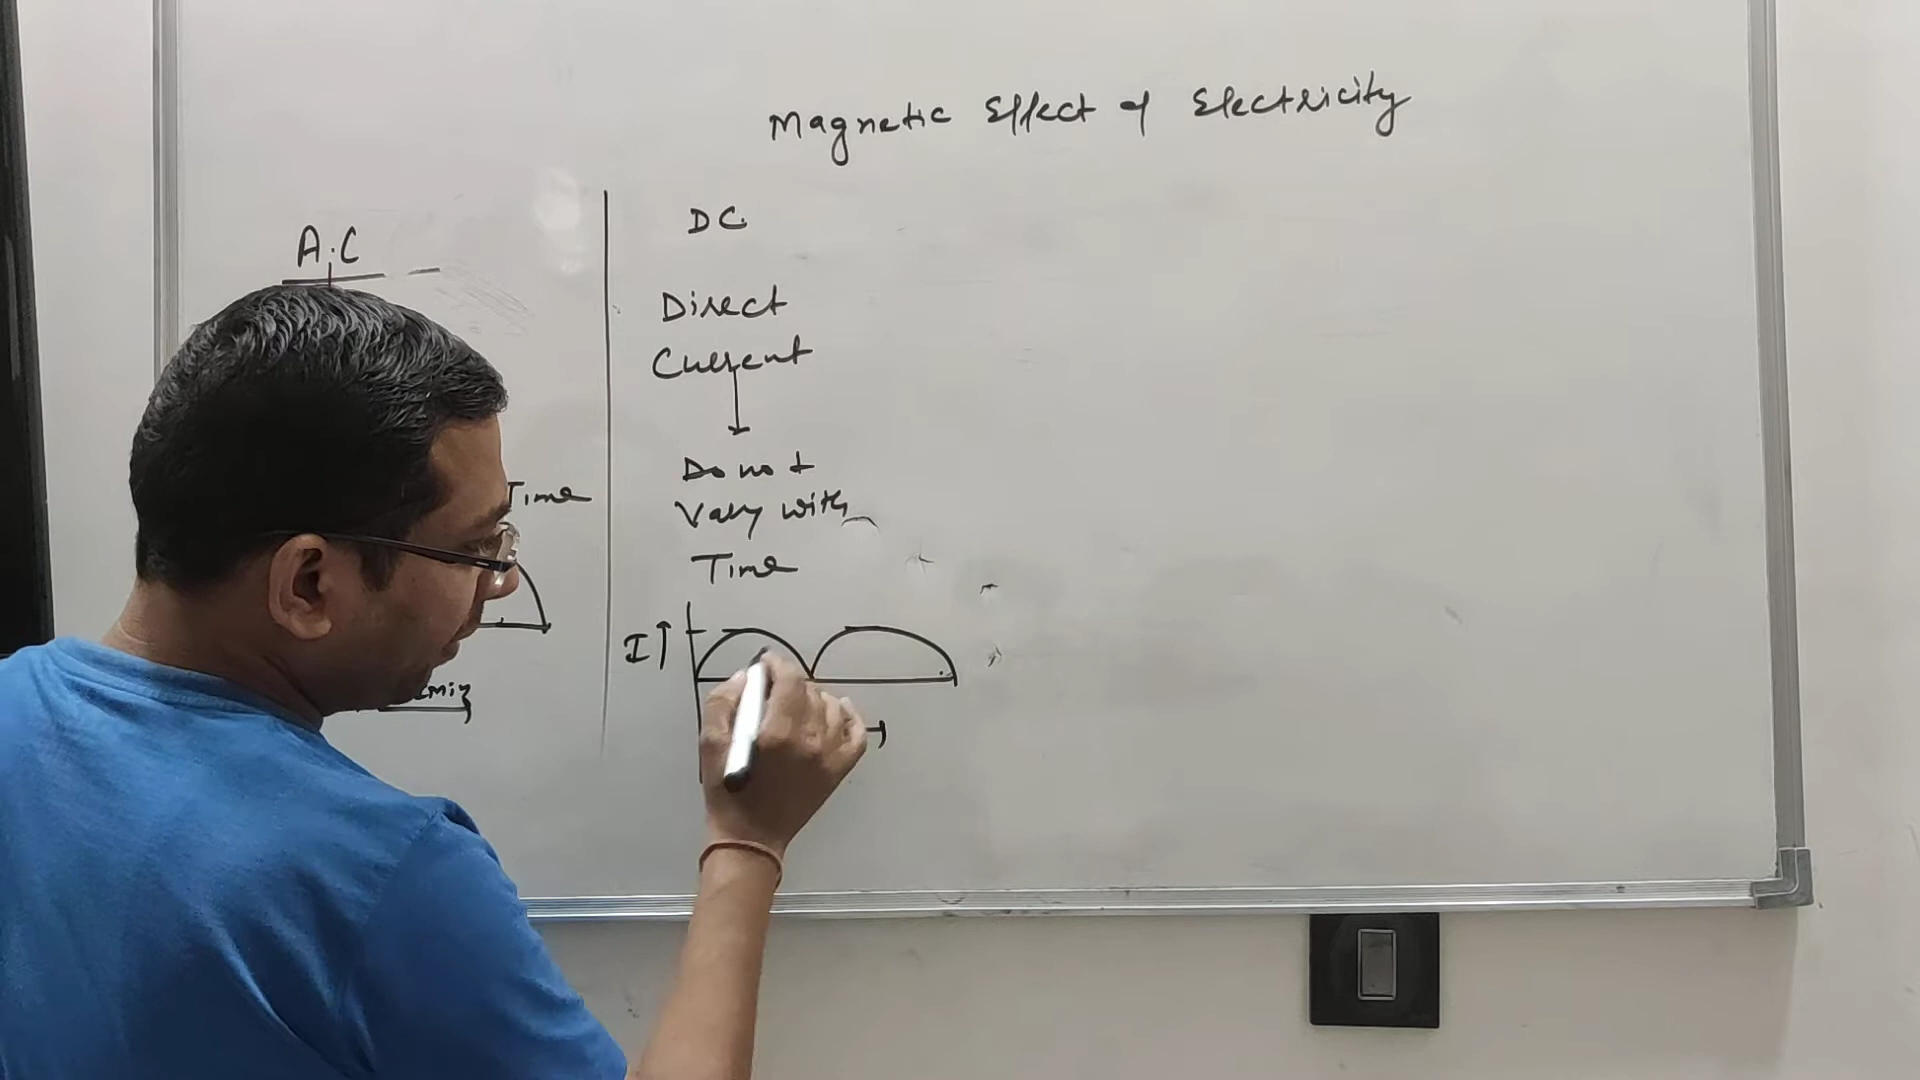 Magnetic Effect of Electricity
A.C
Time
DC
Direct
Current
Do not
Vary with
Time
I